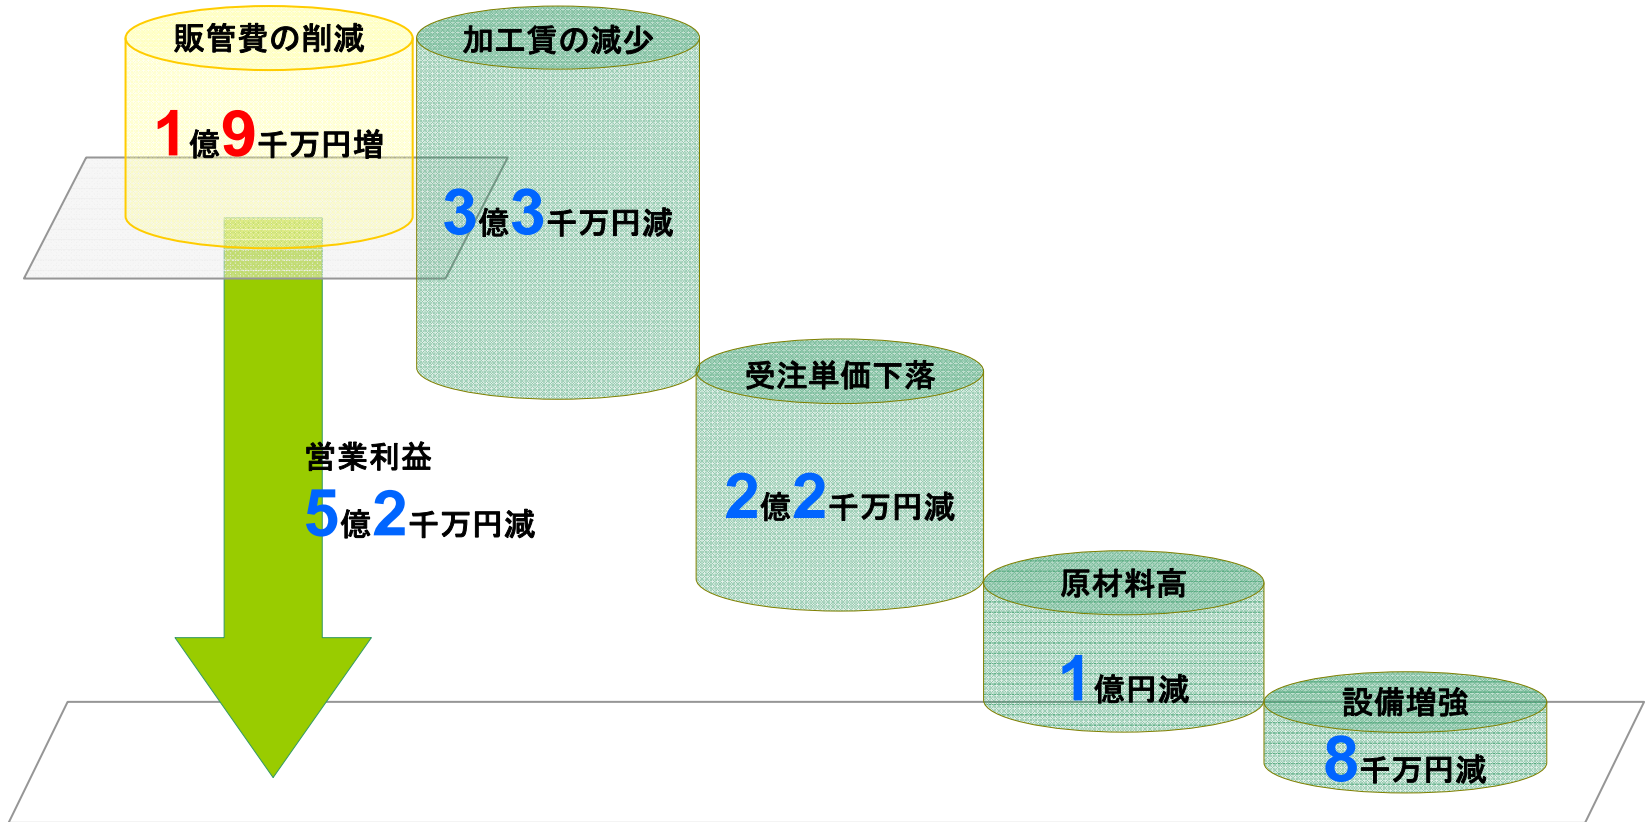 販管費の削減
1億9千万円増
加工賃の減少
3億3千万円減
受注単価下落
2億2千万円減
営業利益
5億2千万円減
原材料高
1億円減
設備増強
8千万円減